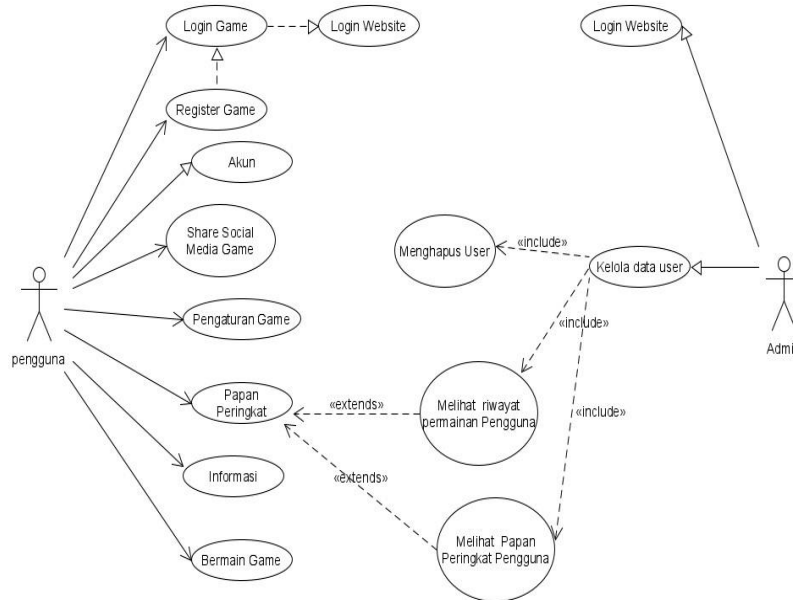 Login Game
Login Website
Login Website
Register Game
Akun
Share Social
Media Game
Menghapus User
«include»
Kelola data user
Pengaturan Game
«include»
pengguna
Admi
Papan
Peringkat
«extends»
Melihat riwayat
permainan Pengguna
«include»
Informasi
«extends»
Melihat Papan
Peringkat Pengguna
Bermain Game